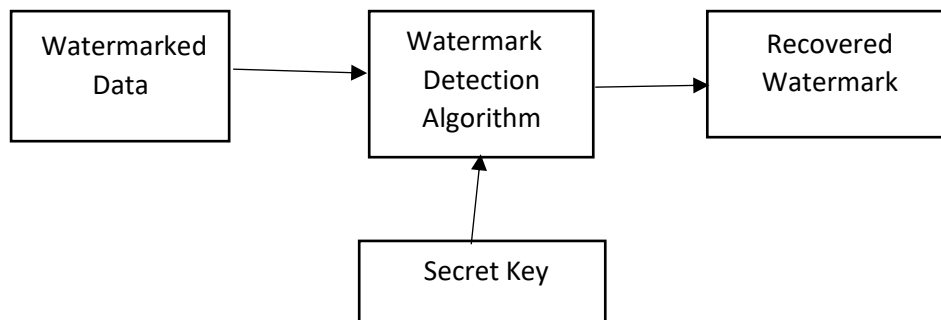 Watermarked
Data
Watermark
Detection
Algorithm
Recovered
Watermark
Secret Key